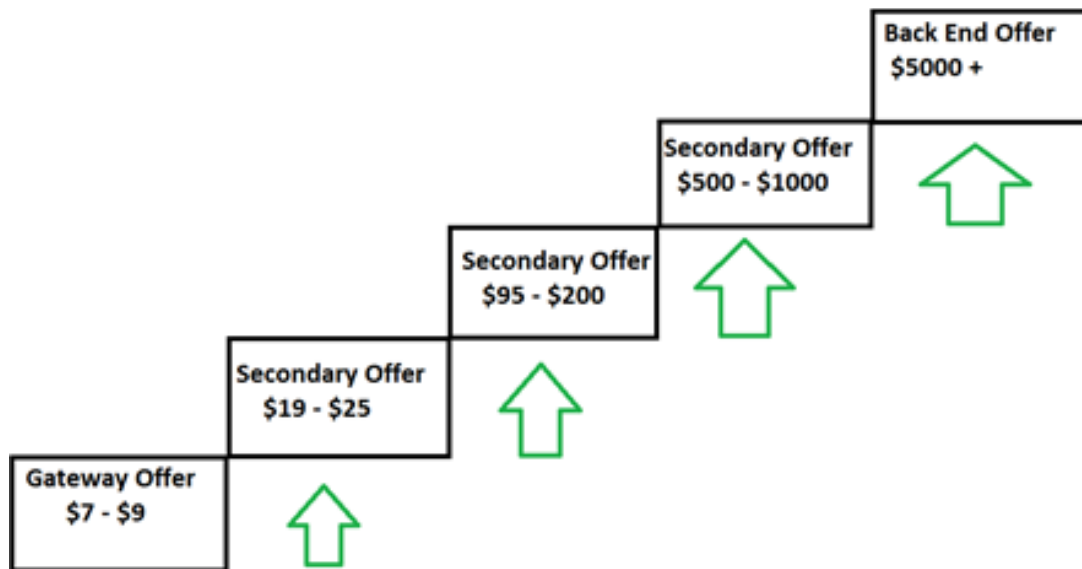 Back End Offer
$5000 +
Secondary Offer
$500 - $1000
Secondary Offer
$95 - $200
Secondary Offer
$19 - $25
Gateway Offer
$7 - $9